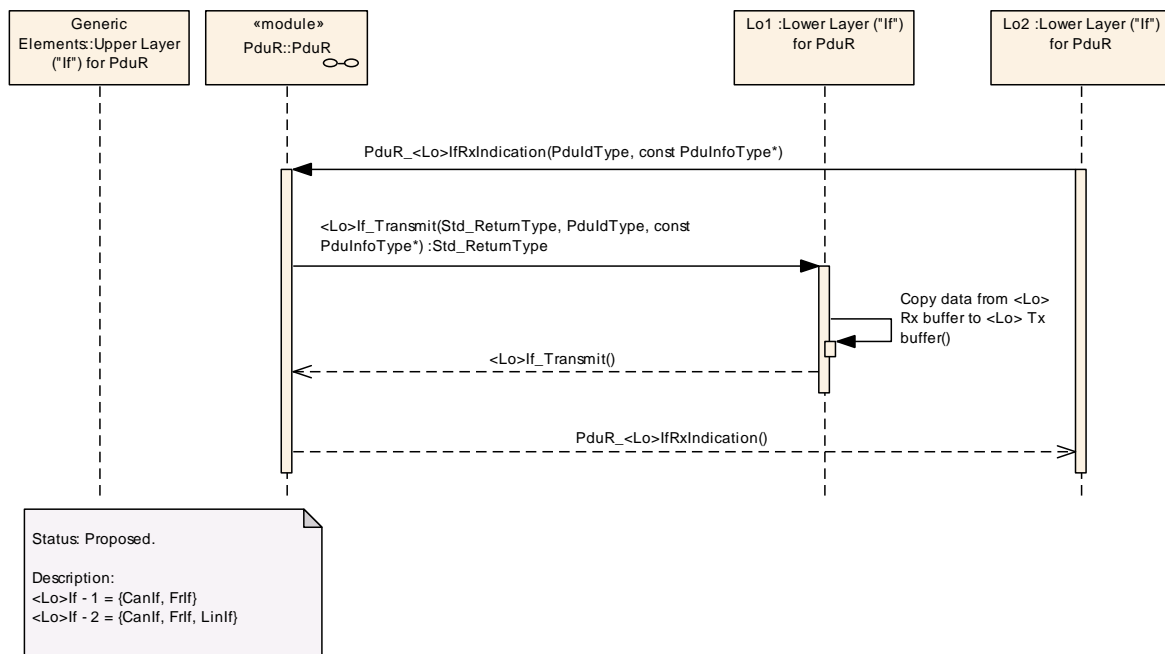 Generic
Elements::Upper Layer
("If") for PduR
«module»
PduR::PduR
Lo1 :Lower Layer ("If")
for PduR
Lo2 :Lower Layer ("If")
for PduR
PduR_<Lo>IfRxIndication(PduIdType, const PduInfoType*)
<Lo>If_Transmit(Std_ReturnType, PduIdType, const
PduInfoType*) :Std_ReturnType
Copy data from <Lo>
Rx buffer to <Lo> Tx
buffer()
<Lo>If_Transmit()
PduR_<Lo>IfRxIndication()
Status: Proposed.
Description:
<Lo>If - 1 = {CanIf, FrIf}
<Lo>If - 2 = {CanIf, FrIf, LinIf}